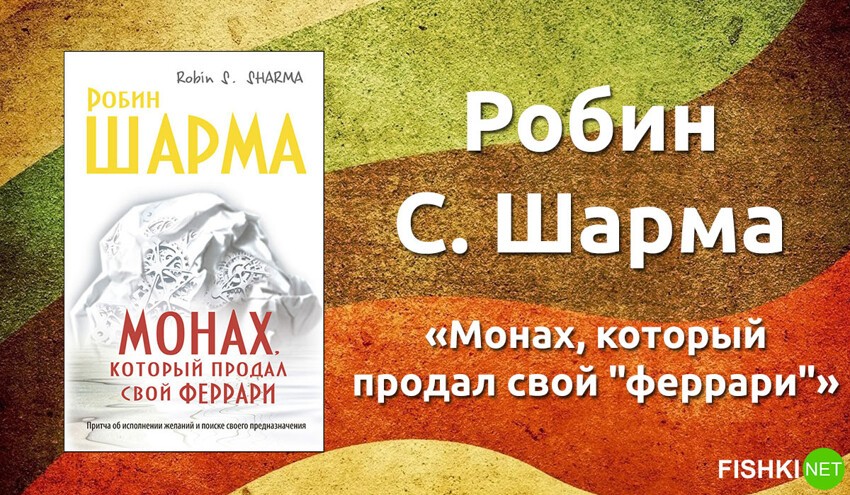 Robin S. SHARMA
РОБИН
ШАРМА
МОНАХ,
КОТОРЫЙ ПРОДАЛ
СВОЙ ФЕРРАРИ
Притча об исполнении желаний и поиске своего предназначения
Робин
С. Шарма
«Монах, который
продал свой "феррари"»
FISHKI NET